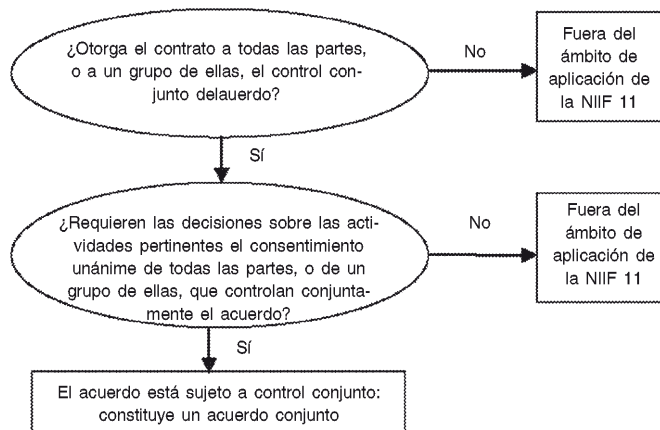 ¿Otorga el contrato a todas las partes,
o a un grupo de ellas, el control con-
junto delauerdo?
No
Fuera del
ámbito de
aplicación de
la NIIF 11
Sí
¿Requieren las decisiones sobre las acti-
vidades pertinentes el consentimiento
unánime de todas las partes, o de un
grupo de ellas, que controlan conjunta-
mente el acuerdo?
No
Fuera del
ámbito de
aplicación de
la NIIF 11
Sí
El acuerdo está sujeto a control conjunto:
constituye un acuerdo conjunto